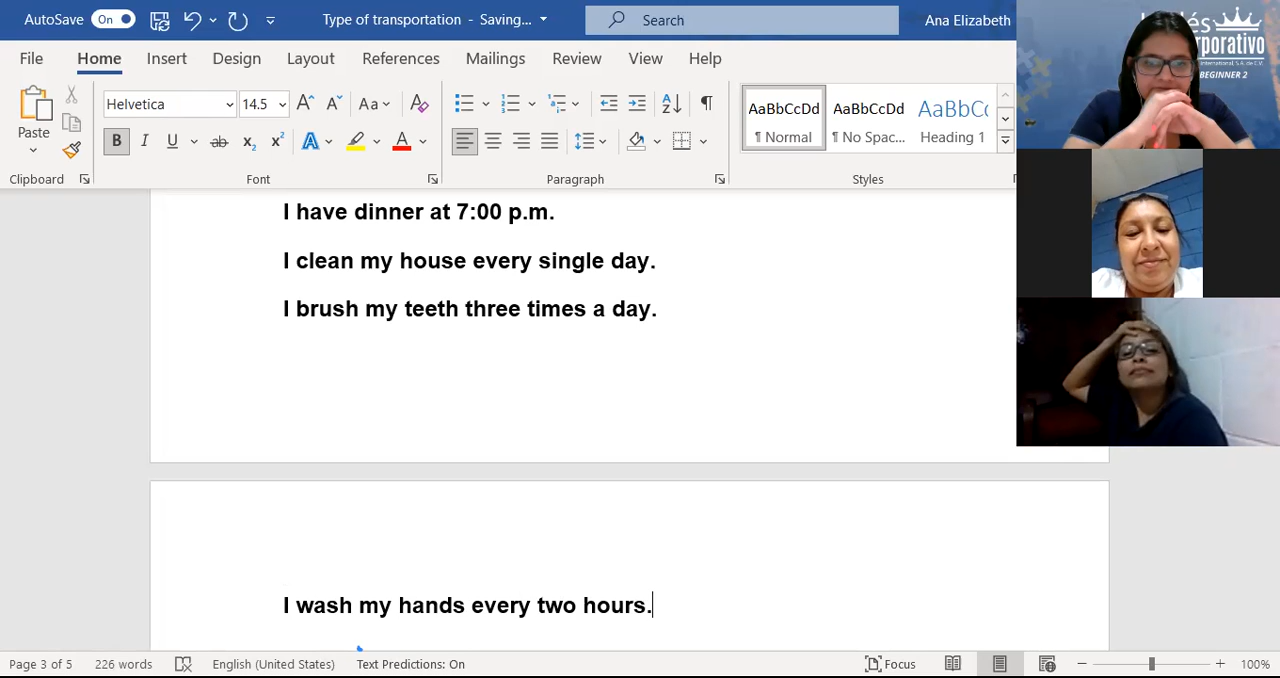 AutoSave On Type of transportation - Saving... Search Ana Elizabeth
File Home Insert Design Layout References Mailings Review View Help
Paste
Helvetica 14.5 Aa
AaBbCcDd AaBbCcDd AaBbCc
¶ Normal ¶ No Spac... Heading 1
Clipboard Font Paragraph Styles
BEGINNER 2
I have dinner at 7:00 p.m.
I clean my house every single day.
I brush my teeth three times a day.
I wash my hands every two hours.
Page 3 of 5 226 words English (United States) Text Predictions: On Focus 100%